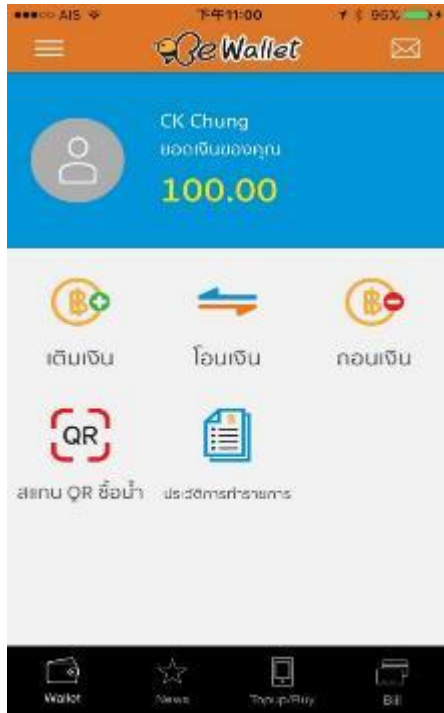 AIS 下午11:00 96%
Be Wallet
CK Chung
ยอดเงินของคุณ
100.00
เติมเงิน โอนเงิน ถอนเงิน
QR
สแกน QR ซื้อน้ำ ประวัติการทำรายการ
Wallet News Topup/Buy Bill